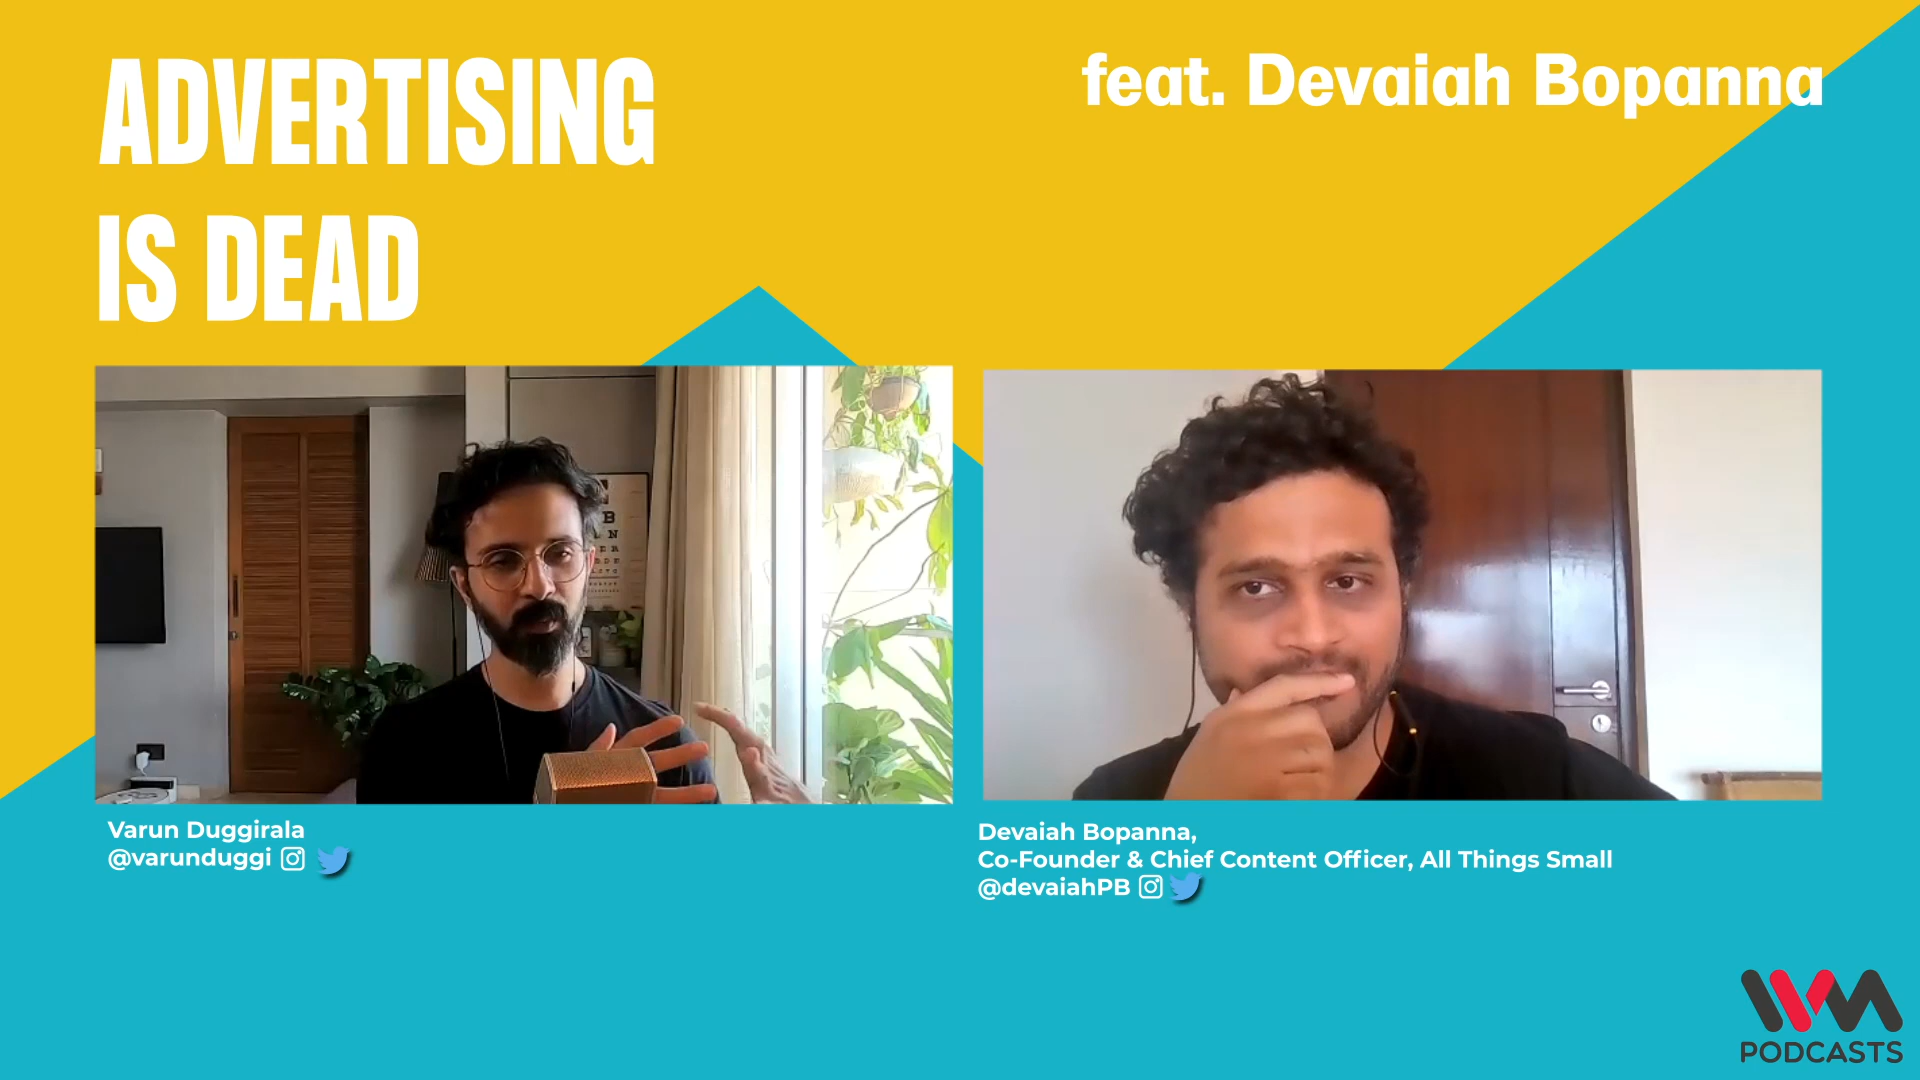 ADVERTISING
IS DEAD
feat. Devaiah Bopanna
B
Varun Duggirala
@varunduggi
Devaiah Bopanna,
Co-Founder & Chief Content Officer, All Things Small
@devaiahPB
IVM
PODCASTS